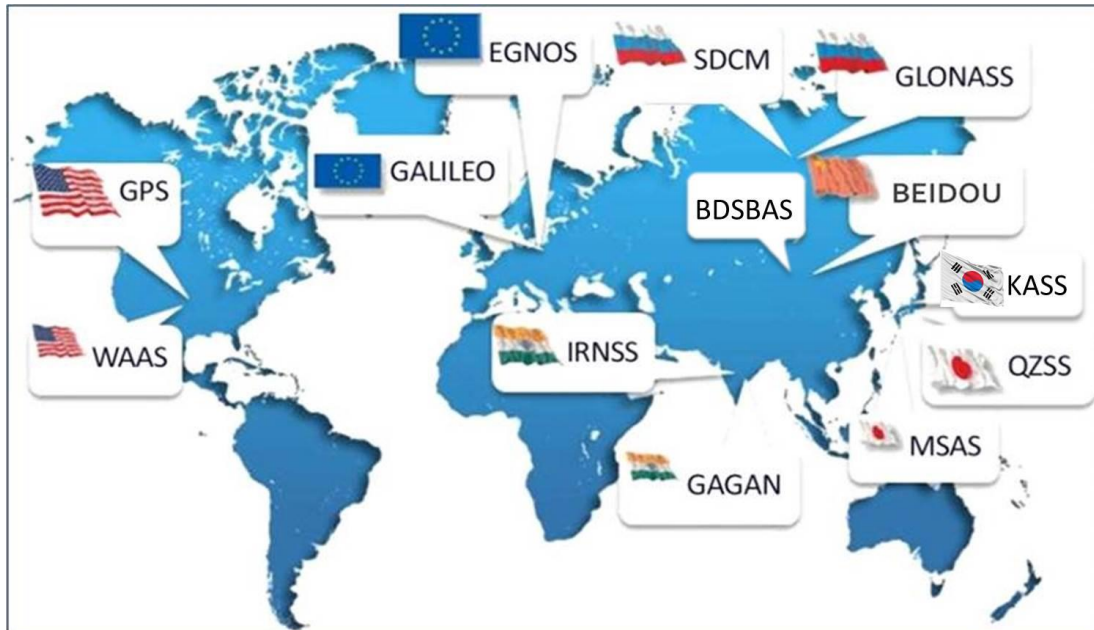 EGNOS
SDCM
GLONASS
GALILEO
GPS
BDSBAS
BEIDOU
KASS
WAAS
IRNSS
QZSS
MSAS
GAGAN